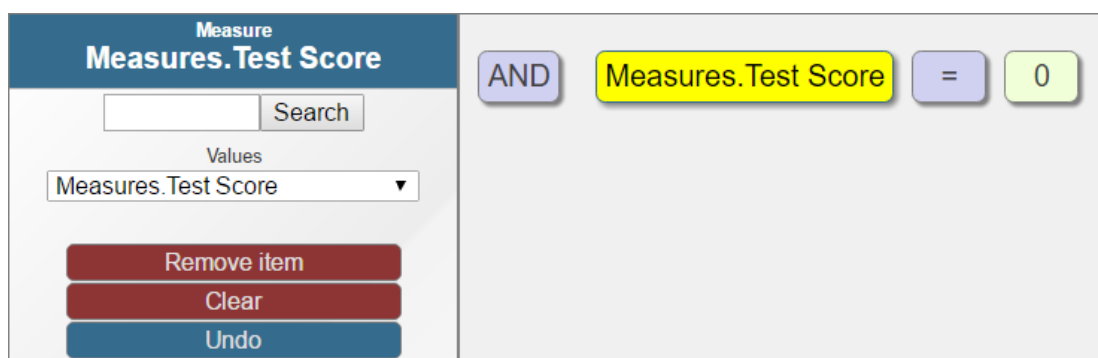 Measure
Measures.Test Score
Search
Values
Measures.Test Score
Remove item
Clear
Undo
AND Measures.Test Score = 0